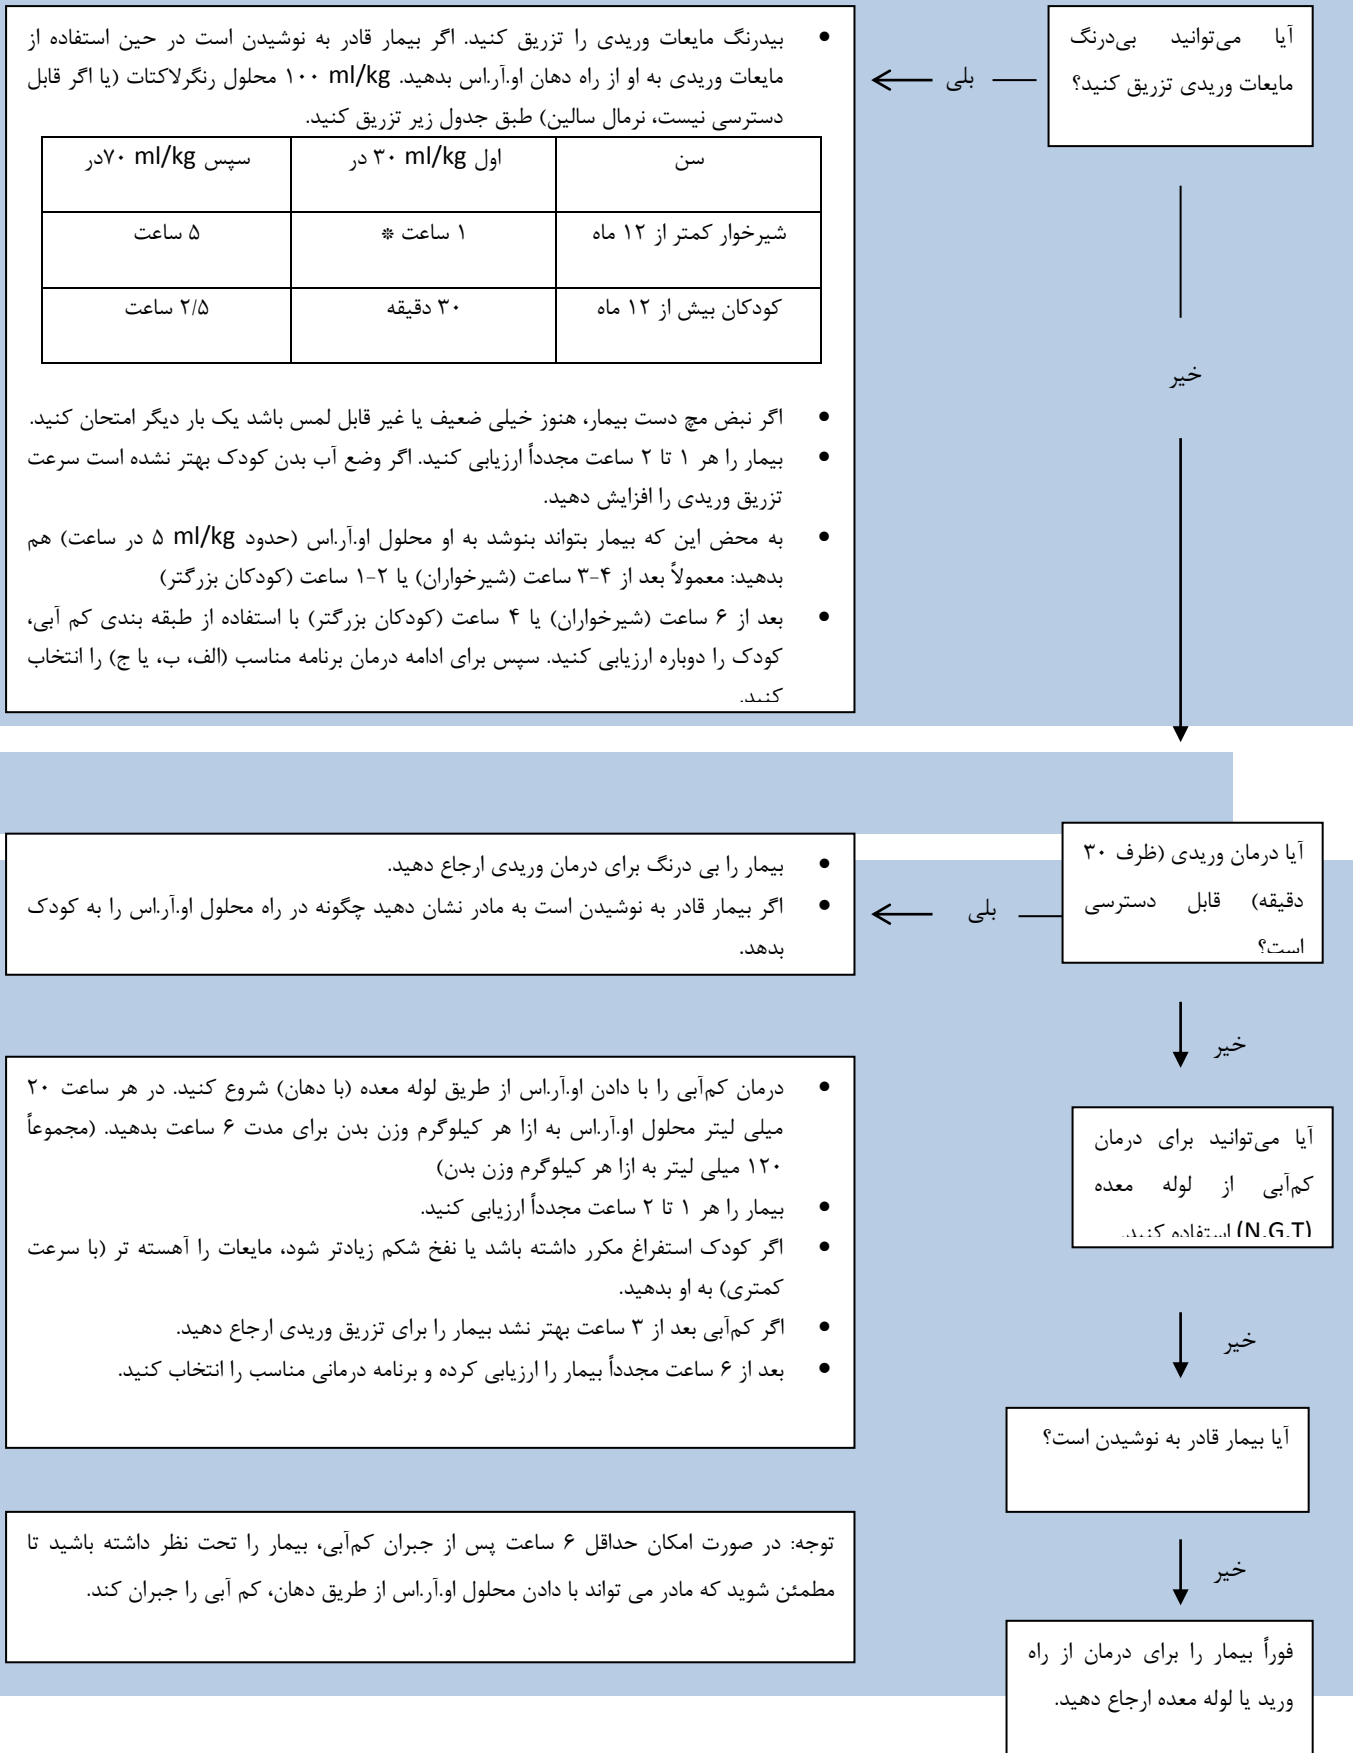 آیا می‌توانید بی‌درنگ
مایعات وریدی تزریق کنید؟
بلی
بیدرنگ مایعات وریدی را تزریق کنید. اگر بیمار قادر به نوشیدن است در حین استفاده از
مایعات وریدی به او از راه دهان او.آر.اس بدهید. ۱۰۰ ml/kg محلول رنگرلاکتات (یا اگر قابل
دسترسی نیست، نرمال سالین) طبق جدول زیر تزریق کنید.
سن
اول ۳۰ ml/kg در
سپس ۷۰ ml/kgدر
شیرخوار کمتر از ۱۲ ماه
۱ ساعت *
۵ ساعت
کودکان بیش از ۱۲ ماه
۳۰ دقیقه
۲/۵ ساعت
اگر نبض مچ دست بیمار، هنوز خیلی ضعیف یا غیر قابل لمس باشد یک بار دیگر امتحان کنید.
بیمار را هر ۱ تا ۲ ساعت مجدداً ارزیابی کنید. اگر وضع آب بدن کودک بهتر نشده است سرعت
تزریق وریدی را افزایش دهید.
به محض این که بیمار بتواند بنوشد به او محلول او.آر.اس (حدود ۵ ml/kg در ساعت) هم
بدهید: معمولاً بعد از ۴-۳ ساعت (شیرخواران) یا ۲-۱ ساعت (کودکان بزرگتر)
بعد از ۶ ساعت (شیرخواران) یا ۴ ساعت (کودکان بزرگتر) با استفاده از طبقه بندی کم آبی،
کودک را دوباره ارزیابی کنید. سپس برای ادامه درمان برنامه مناسب (الف، ب، یا ج) را انتخاب
کنید.
خیر
آیا درمان وریدی (ظرف ۳۰
دقیقه) قابل دسترسی
است؟
بلی
بیمار را بی درنگ برای درمان وریدی ارجاع دهید.
اگر بیمار قادر به نوشیدن است به مادر نشان دهید چگونه در راه محلول او.آر.اس را به کودک
بدهد.
خیر
آیا می‌توانید برای درمان
کم‌آبی از لوله معده
(N.G.T) استفاده کنید.
درمان کم‌آبی را با دادن او.آر.اس از طریق لوله معده (با دهان) شروع کنید. در هر ساعت ۲۰
میلی لیتر محلول او.آر.اس به ازا هر کیلوگرم وزن بدن برای مدت ۶ ساعت بدهید. (مجموعاً
۱۲۰ میلی لیتر به ازا هر کیلوگرم وزن بدن)
بیمار را هر ۱ تا ۲ ساعت مجدداً ارزیابی کنید.
اگر کودک استفراغ مکرر داشته باشد یا نفخ شکم زیادتر شود، مایعات را آهسته تر (با سرعت
کمتری) به او بدهید.
اگر کم‌آبی بعد از ۳ ساعت بهتر نشد بیمار را برای تزریق وریدی ارجاع دهید.
بعد از ۶ ساعت مجدداً بیمار را ارزیابی کرده و برنامه درمانی مناسب را انتخاب کنید.
خیر
آیا بیمار قادر به نوشیدن است؟
خیر
توجه: در صورت امکان حداقل ۶ ساعت پس از جبران کم‌آبی، بیمار را تحت نظر داشته باشید تا
مطمئن شوید که مادر می تواند با دادن محلول او.آر.اس از طریق دهان، کم آبی را جبران کند.
فوراً بیمار را برای درمان از راه
ورید یا لوله معده ارجاع دهید.